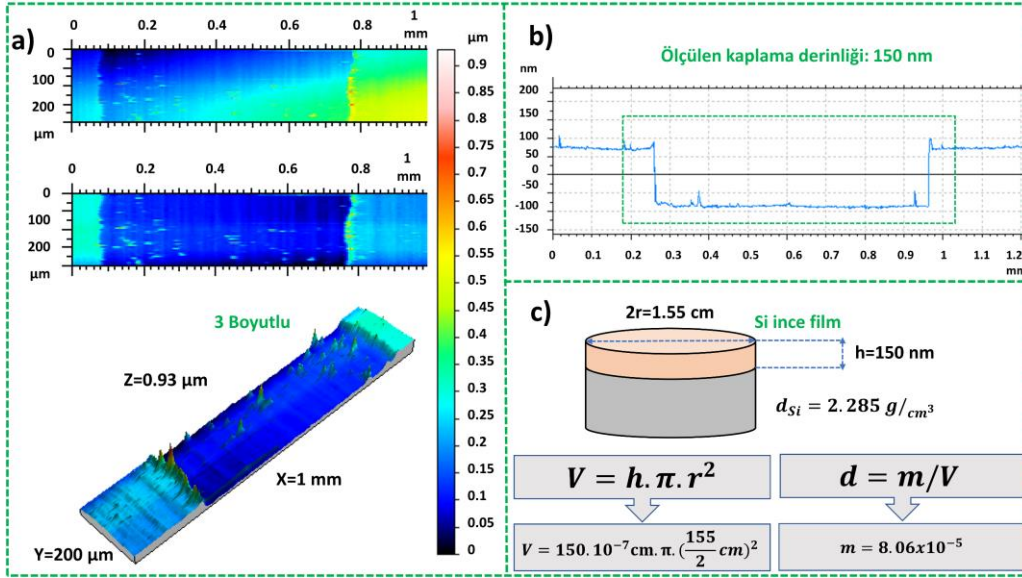 a)
0 0.2 0.4 0.6 0.8 1
mm
0
100
200
µm
0 0.2 0.4 0.6 0.8 1
mm
0
100
200
µm
3 Boyutlu
Z=0.93 µm
X=1 mm
Y=200 µm
µm
0.9
0.85
0.8
0.75
0.7
0.65
0.6
0.55
0.5
0.45
0.4
0.35
0.3
0.25
0.2
0.15
0.1
0.05
0
b)
Ölçülen kaplama derinliği: 150 nm
nm
200
150
100
50
0
-50
-100
-150
0 0.1 0.2 0.3 0.4 0.5 0.6 0.7 0.8 0.9 1 1.1 1.2
mm
c)
2r=1.55 cm
Si ince film
h=150 nm
d_Si = 2.285 g/cm³
V = h.π.r²
d = m/V
V = 150.10⁻⁷cm.π.(155/2 cm)²
m = 8.06x10⁻⁵